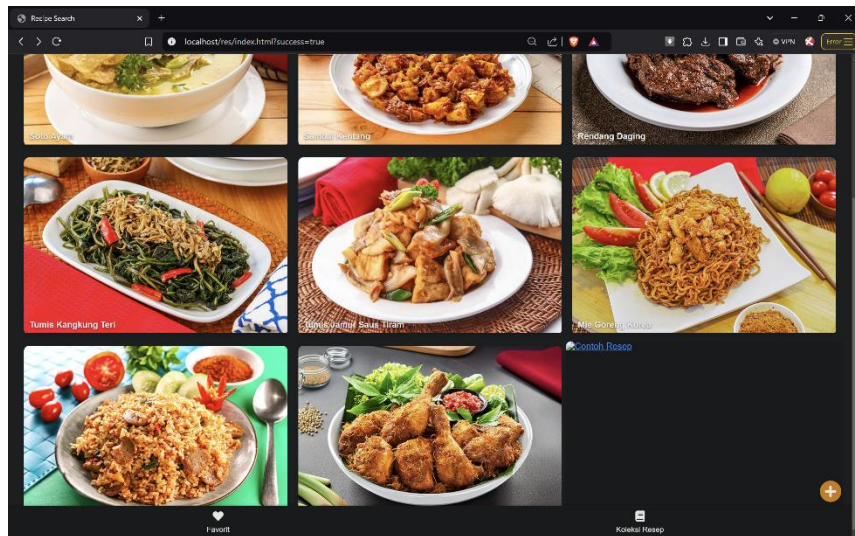 Recipe Search
localhost/res/index.html?success=true
VPN
Error
Soto Ayam
Sambal Kentang
Rendang Daging
Tumis Kangkung Teri
Tumis Jamur Saus Tiram
Mie Goreng Korep
Contoh Resep
Favorit
Koleksi Resep